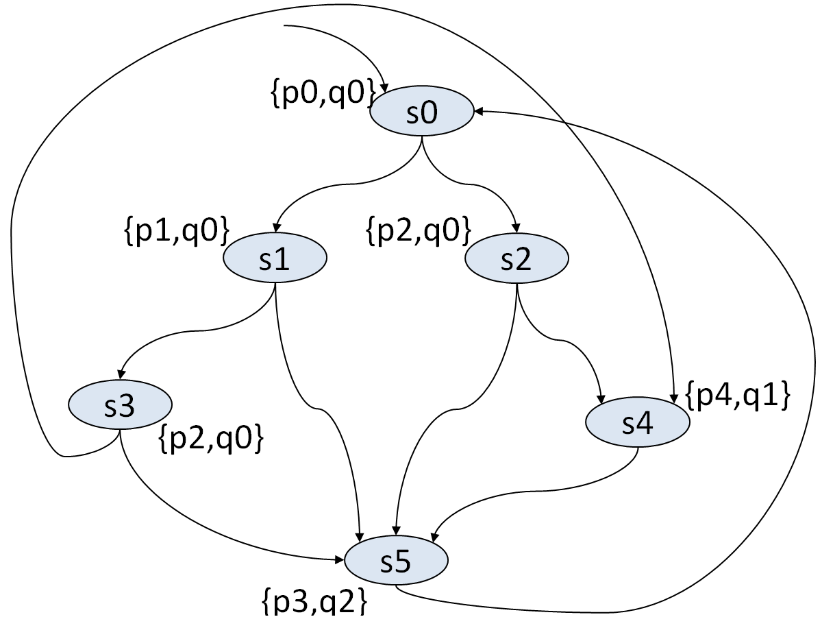 {p0,q0}
s0
{p1,q0}
{p2,q0}
s1
s2
s3
{p4,q1}
s4
{p2,q0}
s5
{p3,q2}